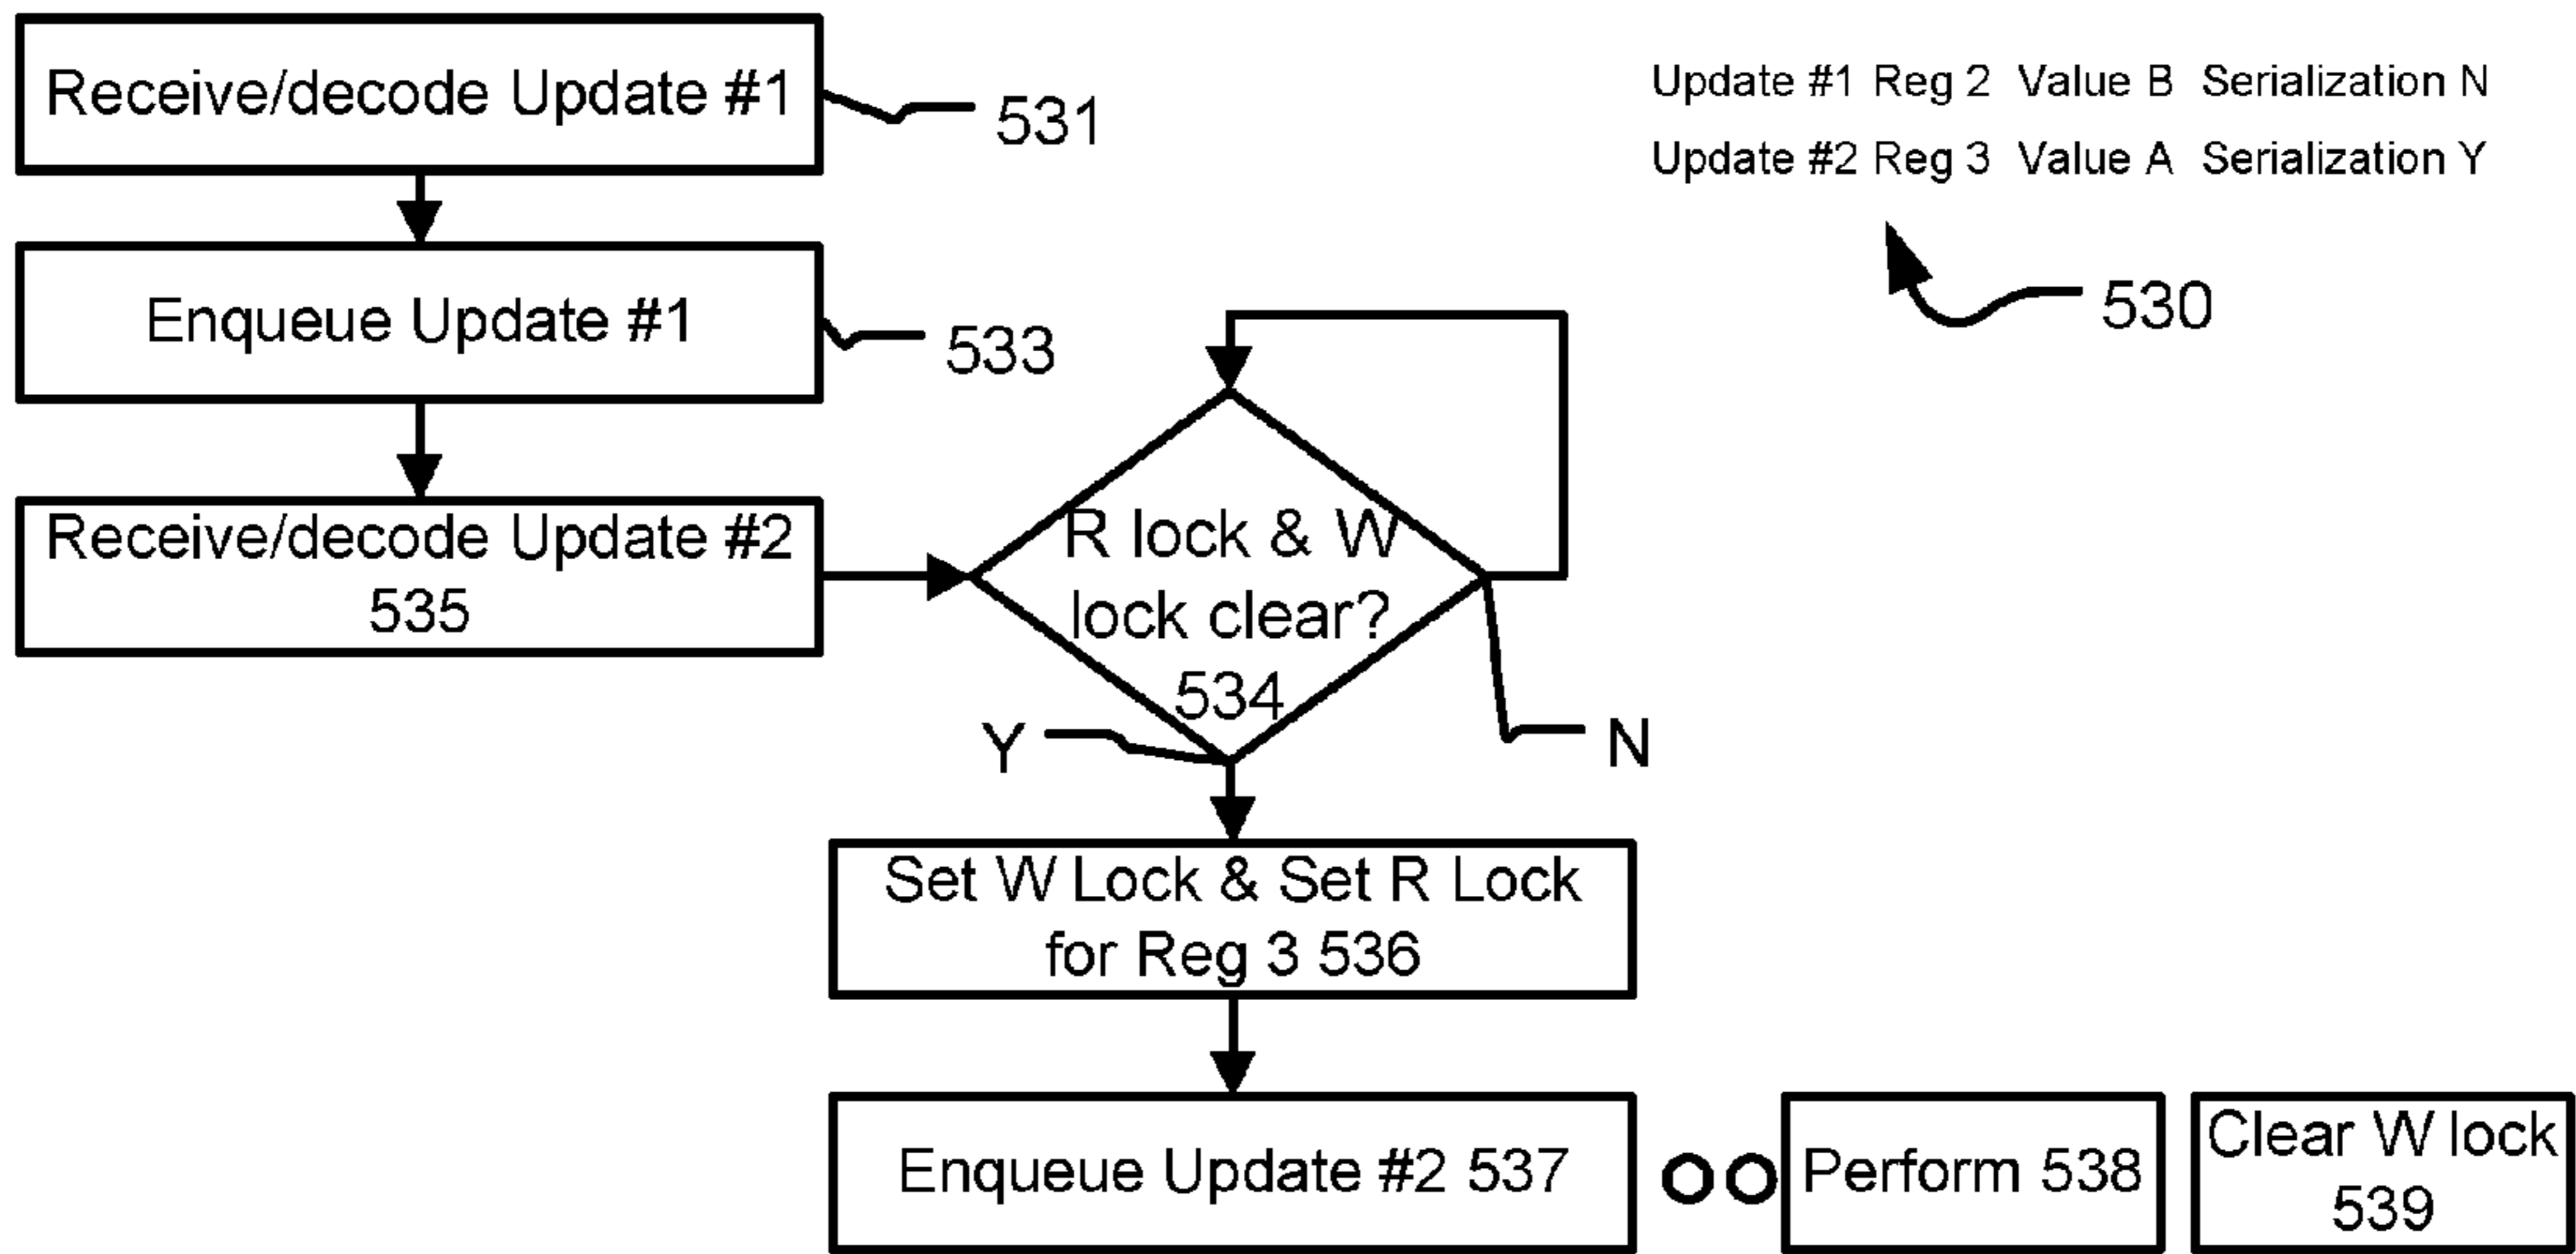 Receive/decode Update #1
531
Update #1 Reg 2 Value B Serialization N
Update #2 Reg 3 Value A Serialization Y
530
Enqueue Update #1
533
Receive/decode Update #2
535
R lock & W
lock clear?
534
Y
N
Set W Lock & Set R Lock
for Reg 3 536
Enqueue Update #2 537
Perform 538
Clear W lock
539